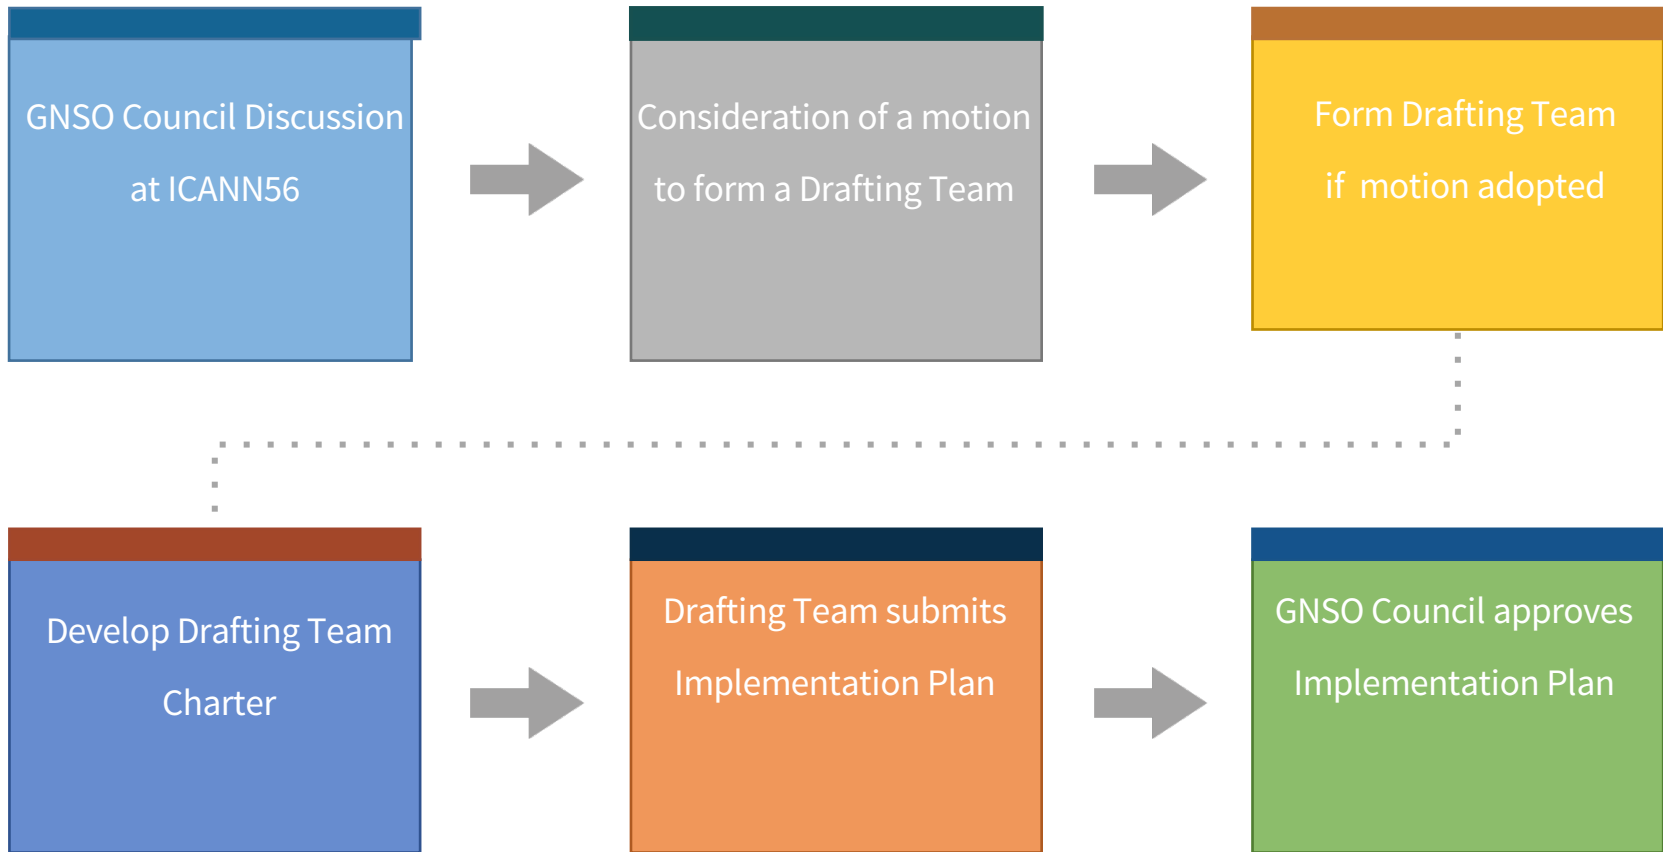 GNSO Council Discussion
at ICANN56
Consideration of a motion
to form a Drafting Team
Form Drafting Team
if  motion adopted
Develop Drafting Team
Charter
Drafting Team submits
Implementation Plan
GNSO Council approves
Implementation Plan